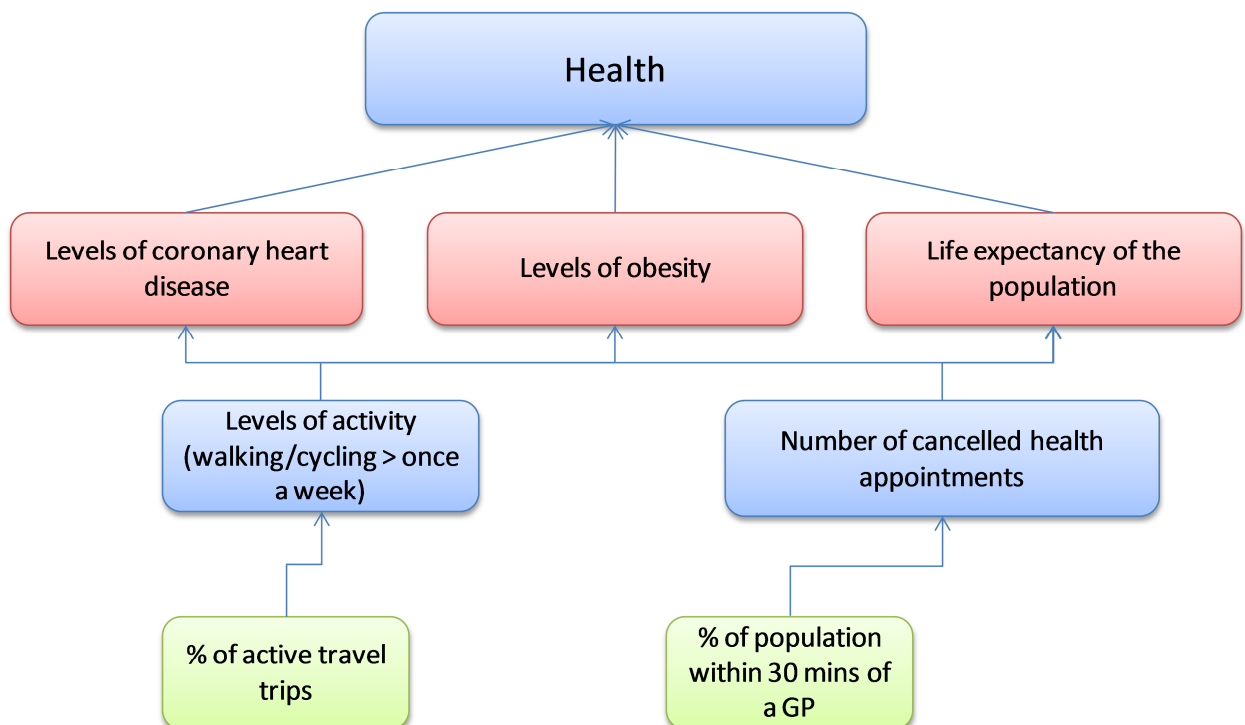 Health
Levels of coronary heart
disease
Levels of obesity
Life expectancy of the
population
Levels of activity
(walking/cycling > once
a week)
Number of cancelled health
appointments
% of active travel
trips
% of population
within 30 mins of
a GP